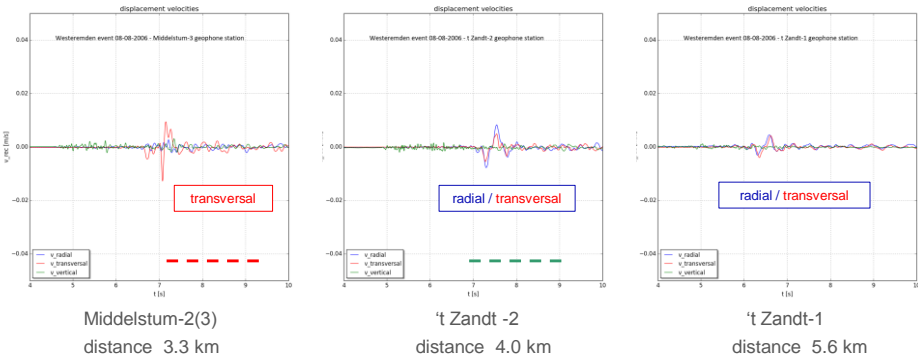 displacement velocities
Westeremden event 08-08-2006 - Middelstum-3 geophone station
0.04
0.02
0.00
−0.02
−0.04
v_rec [m/s]
transversal
v_radial
v_transversal
v_vertical
4 5 6 7 8 9 10
t [s]
Middelstum-2(3)
distance 3.3 km
displacement velocities
Westeremden event 08-08-2006 - t Zandt-2 geophone station
0.04
0.02
0.00
−0.02
−0.04
radial / transversal
v_radial
v_transversal
v_vertical
4 5 6 7 8 9 10
t [s]
‘t Zandt -2
distance 4.0 km
displacement velocities
Westeremden event 08-08-2006 - t Zandt-1 geophone station
0.04
0.02
0.00
−0.02
−0.04
radial / transversal
v_radial
v_transversal
v_vertical
4 5 6 7 8 9 10
t [s]
‘t Zandt-1
distance 5.6 km